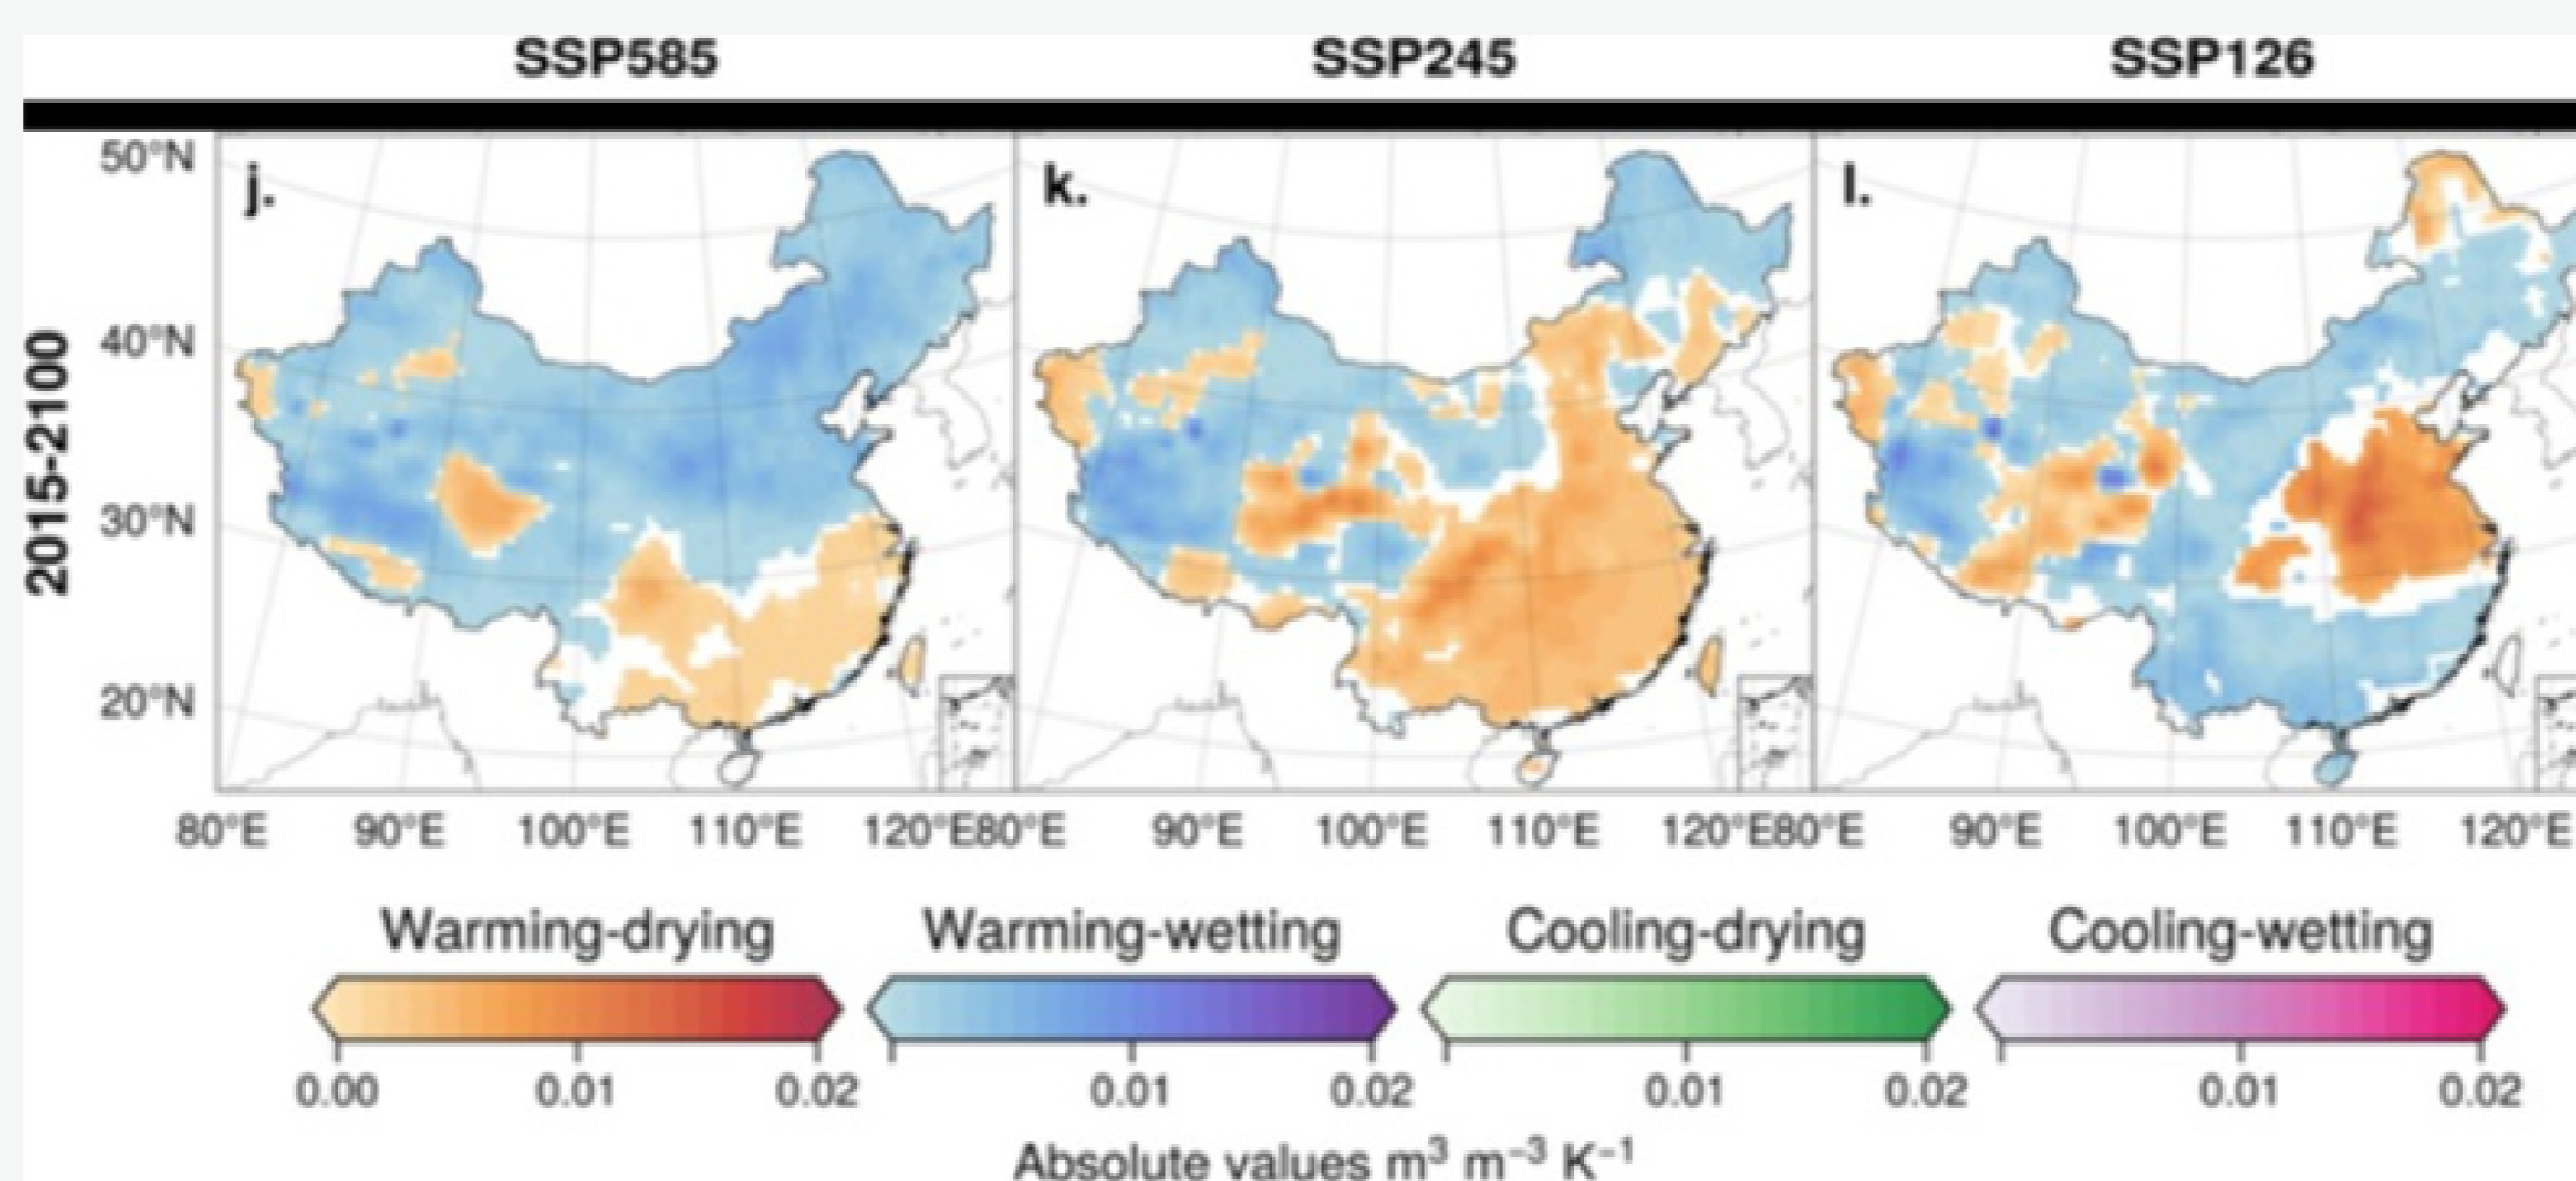 SSP585 SSP245 SSP126
2015-2100
50°N
40°N
30°N
20°N
j. k. l.
80°E 90°E 100°E 110°E 120°E 80°E 90°E 100°E 110°E 120°E 80°E 90°E 100°E 110°E 120°E
Warming-drying Warming-wetting Cooling-drying Cooling-wetting
0.00 0.01 0.02 0.01 0.02 0.01 0.02 0.01 0.02
Absolute values m³ m⁻³ K⁻¹